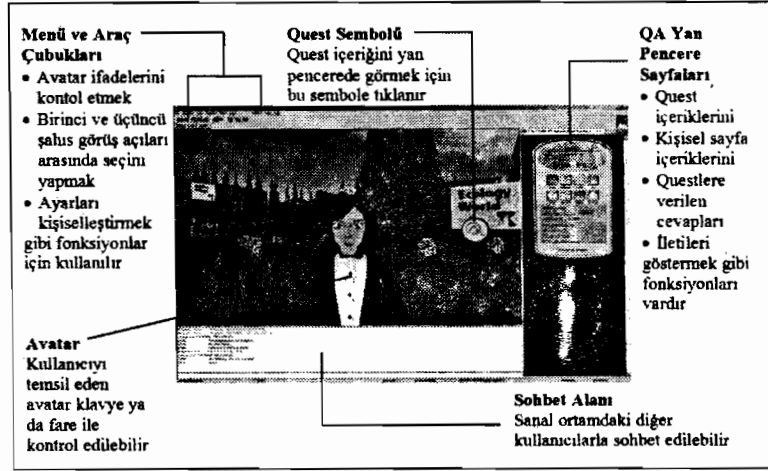 Menü ve Araç
Çubukları
• Avatar ifadelerini
kontol etmek
• Birinci ve üçüncü
şahıs görüş açıları
arasında seçim
yapmak
• Ayarları
kişiselleştirmek
gibi fonksiyonlar
için kullanılır
Quest Sembolü
Quest içeriğini yan
pencerede görmek için
bu sembole tıklanır
QA Yan
Pencere
Sayfaları
• Quest
içeriklerini
• Kişisel sayfa
içeriklerini
• Questlere
verilen
cevapları
• İletileri
göstermek gibi
fonksiyonları
vardır
Ecology
World
Avatar
Kullanıcıyı
temsil eden
avatar klavye ya
da fare ile
kontrol edilebilir
Sohbet Alanı
Sanal ortamdaki diğer
kullanıcılarla sohbet edilebilir